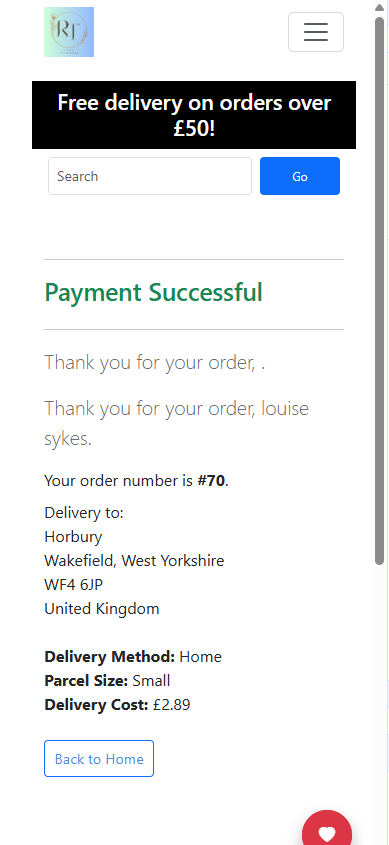 RT
Free delivery on orders over
£50!
Search
Go
Payment Successful
Thank you for your order, .
Thank you for your order, louise
sykes.
Your order number is #70.
Delivery to:
Horbury
Wakefield, West Yorkshire
WF4 6JP
United Kingdom
Delivery Method: Home
Parcel Size: Small
Delivery Cost: £2.89
Back to Home